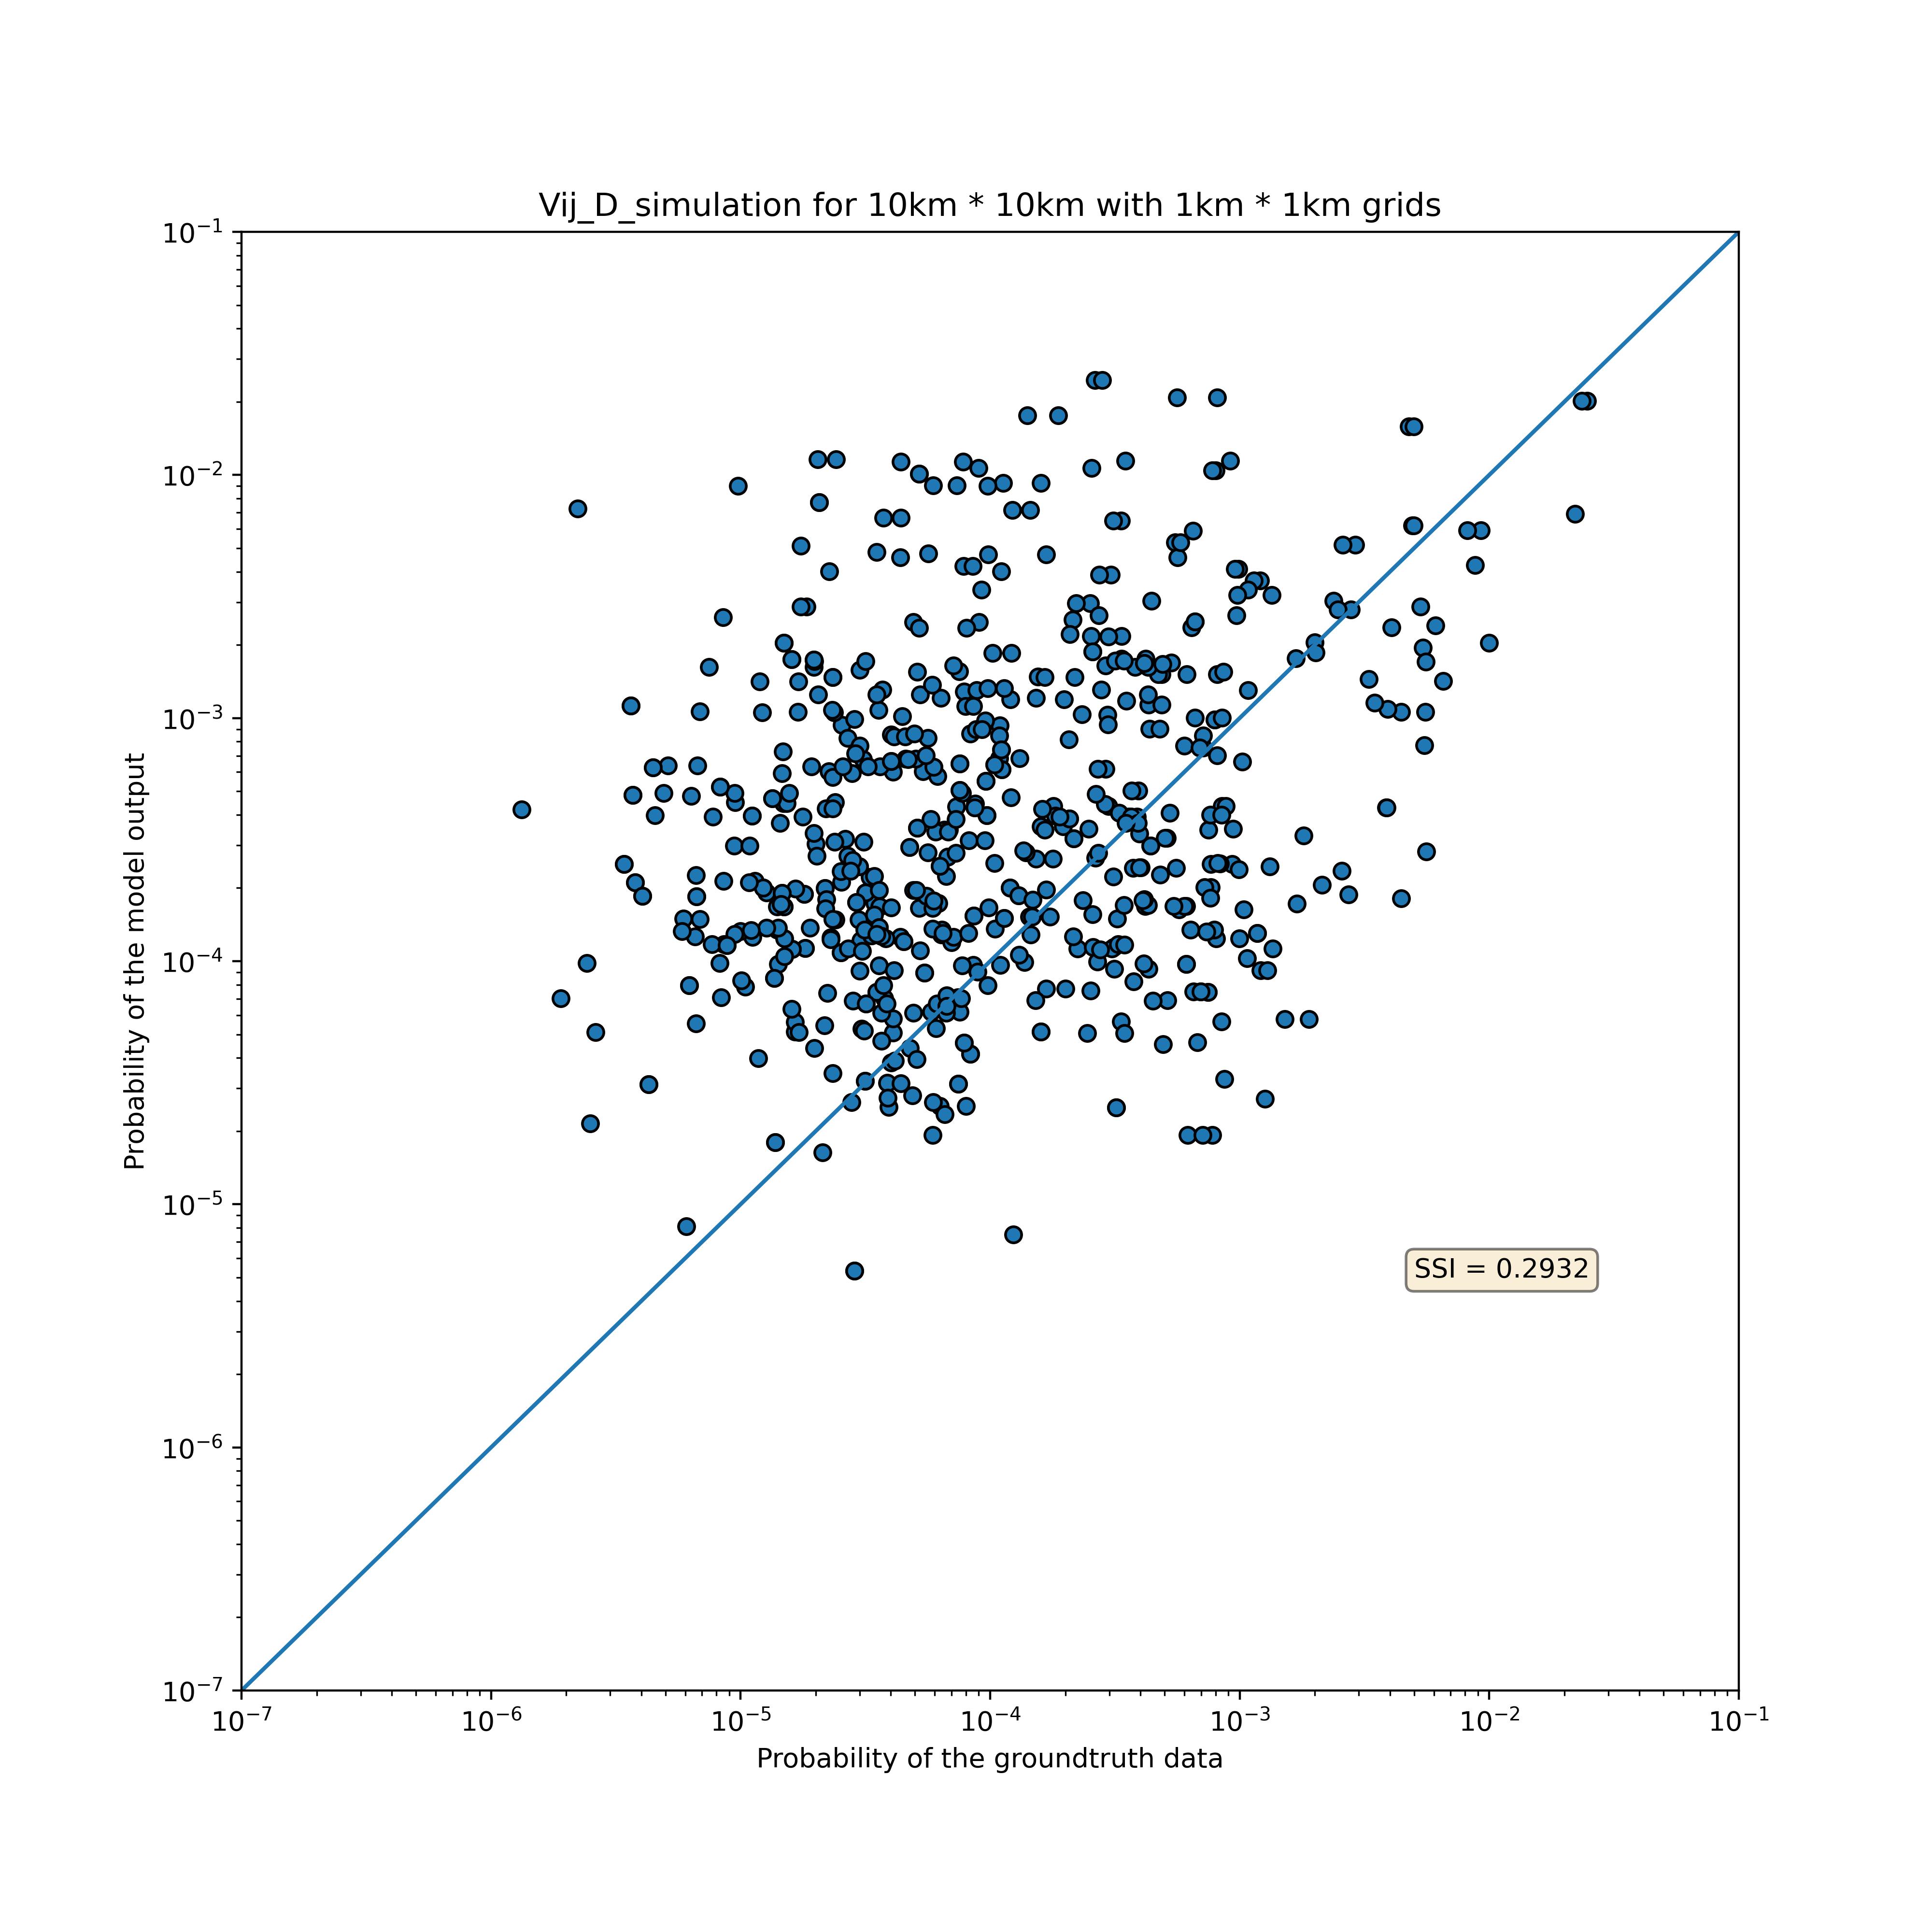 Vij_D_simulation for 10km * 10km with 1km * 1km grids
10⁻¹
10⁻²
10⁻³
10⁻⁴
10⁻⁵
10⁻⁶
10⁻⁷
Probability of the model output
SSI = 0.2932
10⁻⁷ 10⁻⁶ 10⁻⁵ 10⁻⁴ 10⁻³ 10⁻² 10⁻¹
Probability of the groundtruth data